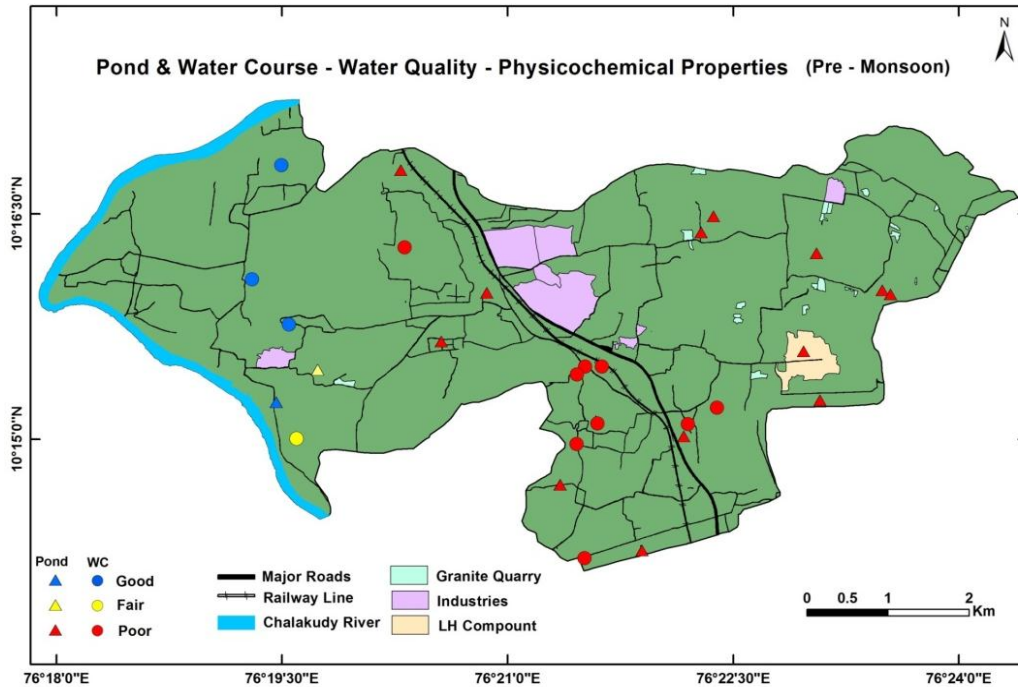 N
Pond & Water Course - Water Quality - Physicochemical Properties (Pre - Monsoon)
10°16'30"N
10°15'0"N
Pond WC
Good
Fair
Poor
Major Roads
Railway Line
Chalakudy River
Granite Quarry
Industries
LH Compount
0 0.5 1 2
Km
76°18'0"E 76°19'30"E 76°21'0"E 76°22'30"E 76°24'0"E